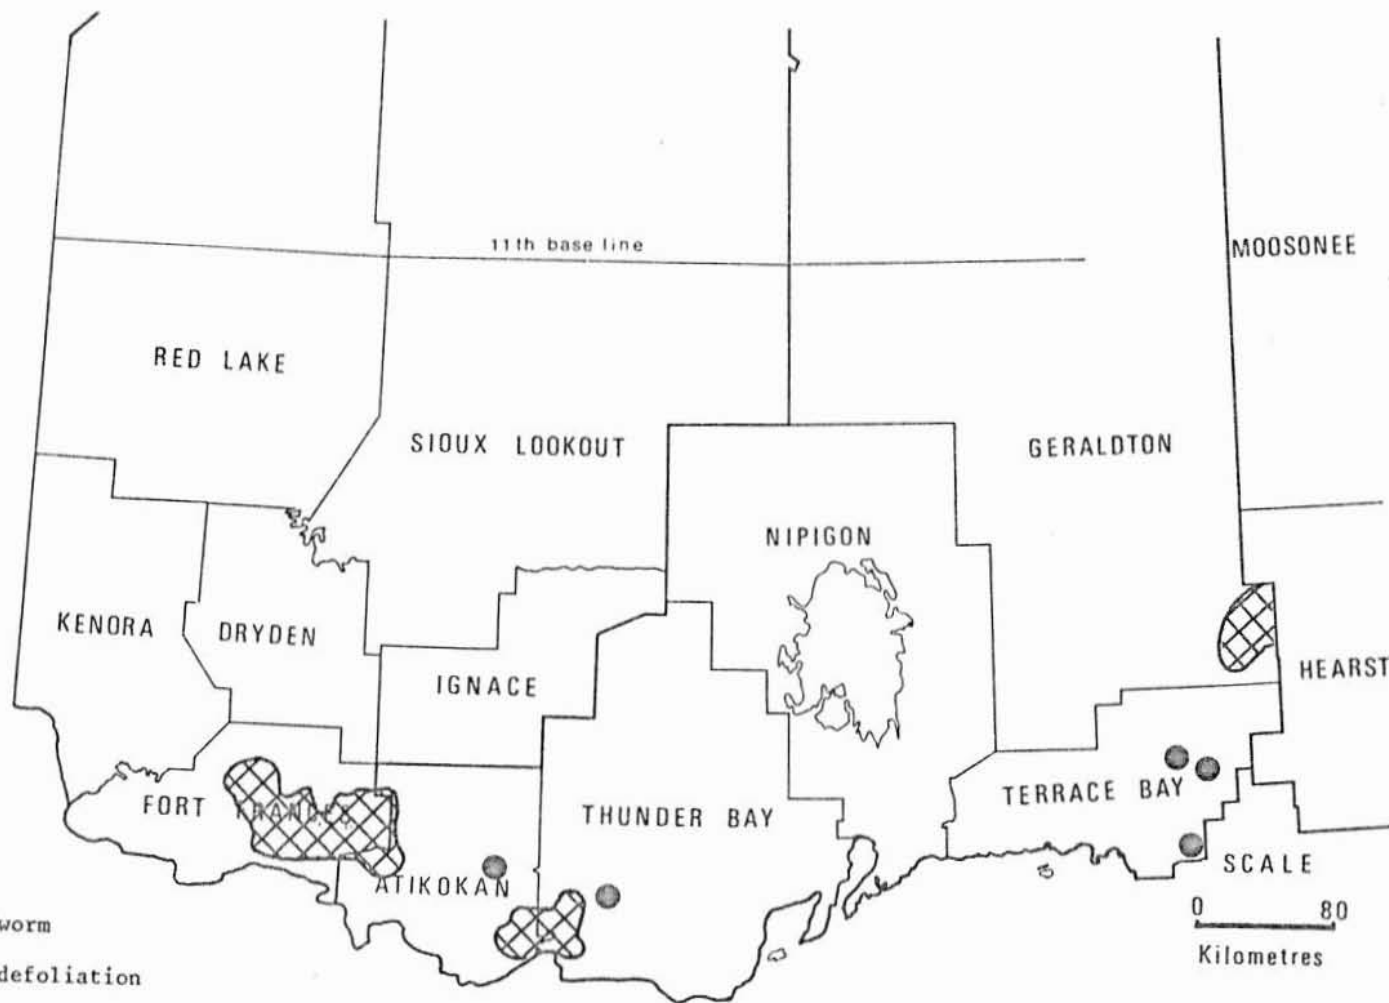 11th base line
MOOSONEE
RED LAKE
SIOUX LOOKOUT
GERALDTON
NIPIGON
KENORA
DRYDEN
IGNACE
HEARST
FORT FRANCES
THUNDER BAY
TERRACE BAY
ATIKOKAN
SCALE
0 80
Kilometres
worm
defoliation